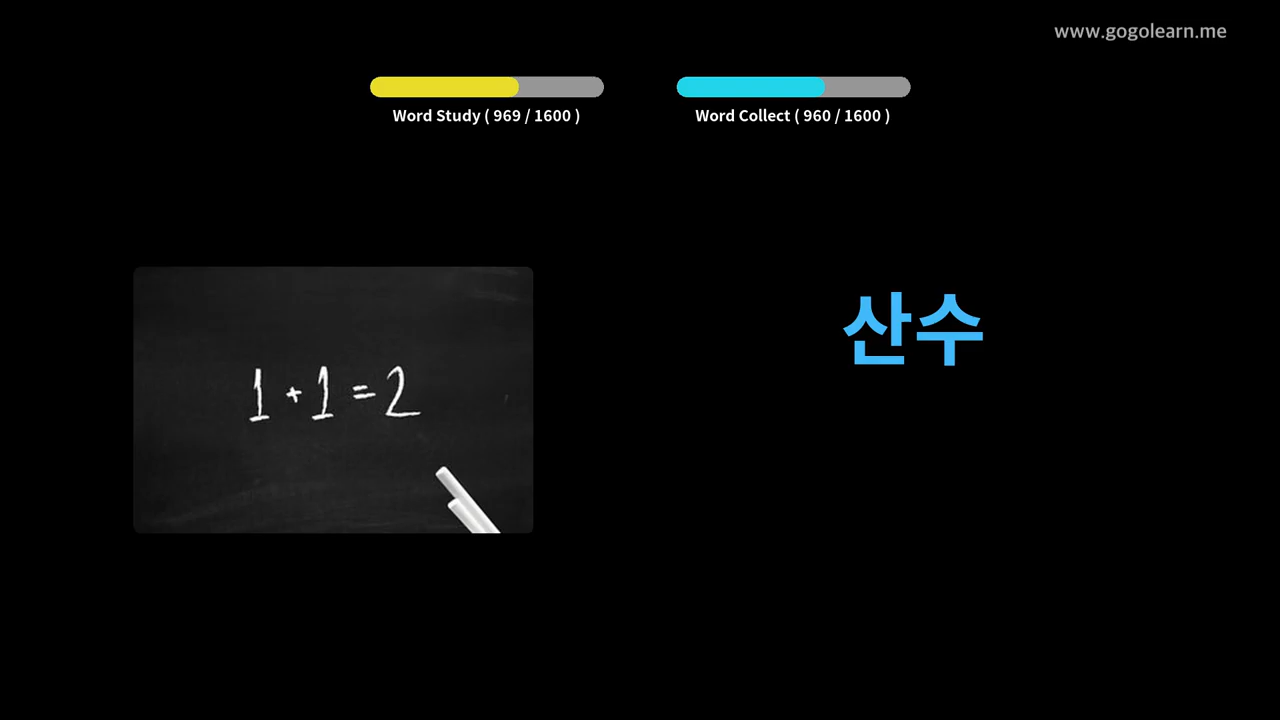 www.gogolearn.me
Word Study ( 969 / 1600 )
Word Collect ( 960 / 1600 )
1 + 1 = 2
산수